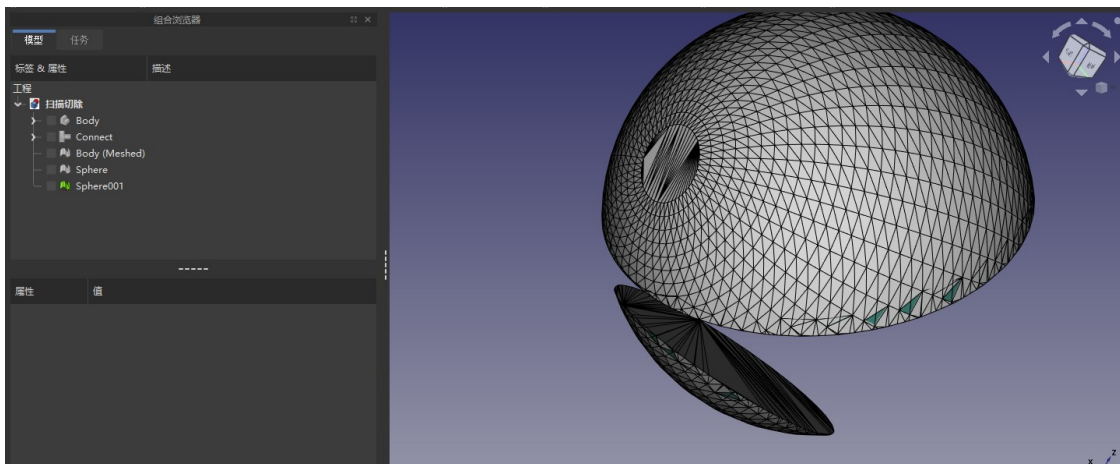 组合浏览器
模型 任务
标签 & 属性 描述
工程
扫描切除
Body
Connect
Body (Meshed)
Sphere
Sphere001
属性 值
X
Z